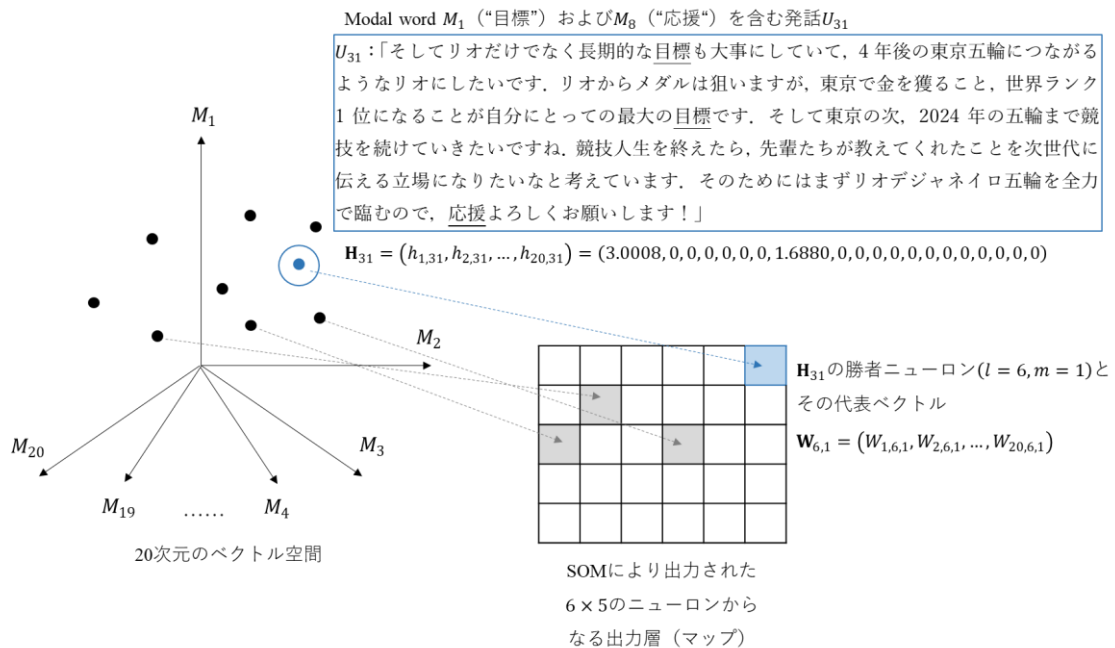 Modal word M₁（“目標”）およびM₈（“応援“）を含む発話U₃₁
U₃₁：「そしてリオだけでなく長期的な目標も大事にしていて，4 年後の東京五輪につながる
ようなリオにしたいです．リオからメダルは狙いますが，東京で金を獲ること，世界ランク
1 位になることが自分にとっての最大の目標です．そして東京の次，2024 年の五輪まで競
技を続けていきたいですね．競技人生を終えたら，先輩たちが教えてくれたことを次世代に
伝える立場になりたいなと考えています．そのためにはまずリオデジャネイロ五輪を全力
で臨むので，応援よろしくお願いします！」
H₃₁ = (h₁,₃₁, h₂,₃₁, …, h₂₀,₃₁) = (3.0008,0,0,0,0,0,0,1.6880,0,0,0,0,0,0,0,0,0,0,0,0)
M₁
M₂
M₃
M₄
……
M₁₉
M₂₀
20次元のベクトル空間
H₃₁の勝者ニューロン(l = 6, m = 1)と
その代表ベクトル
W₆,₁ = (W₁,₆,₁, W₂,₆,₁, …, W₂₀,₆,₁)
SOMにより出力された
6 × 5のニューロンから
なる出力層（マップ）